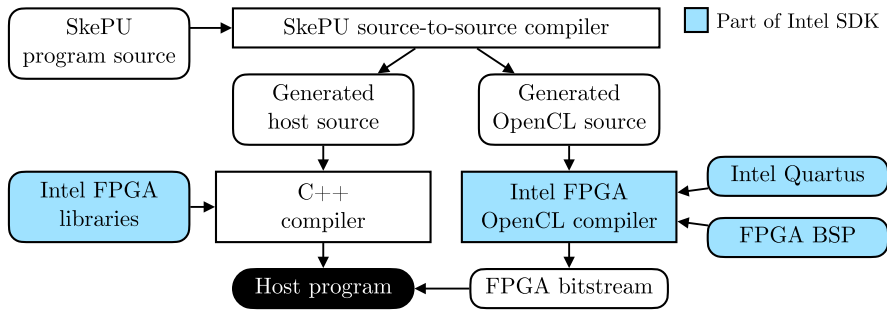 SkePU
program source
SkePU source-to-source compiler
Part of Intel SDK
Generated
host source
Generated
OpenCL source
Intel FPGA
libraries
C++
compiler
Intel FPGA
OpenCL compiler
Intel Quartus
FPGA BSP
Host program
FPGA bitstream